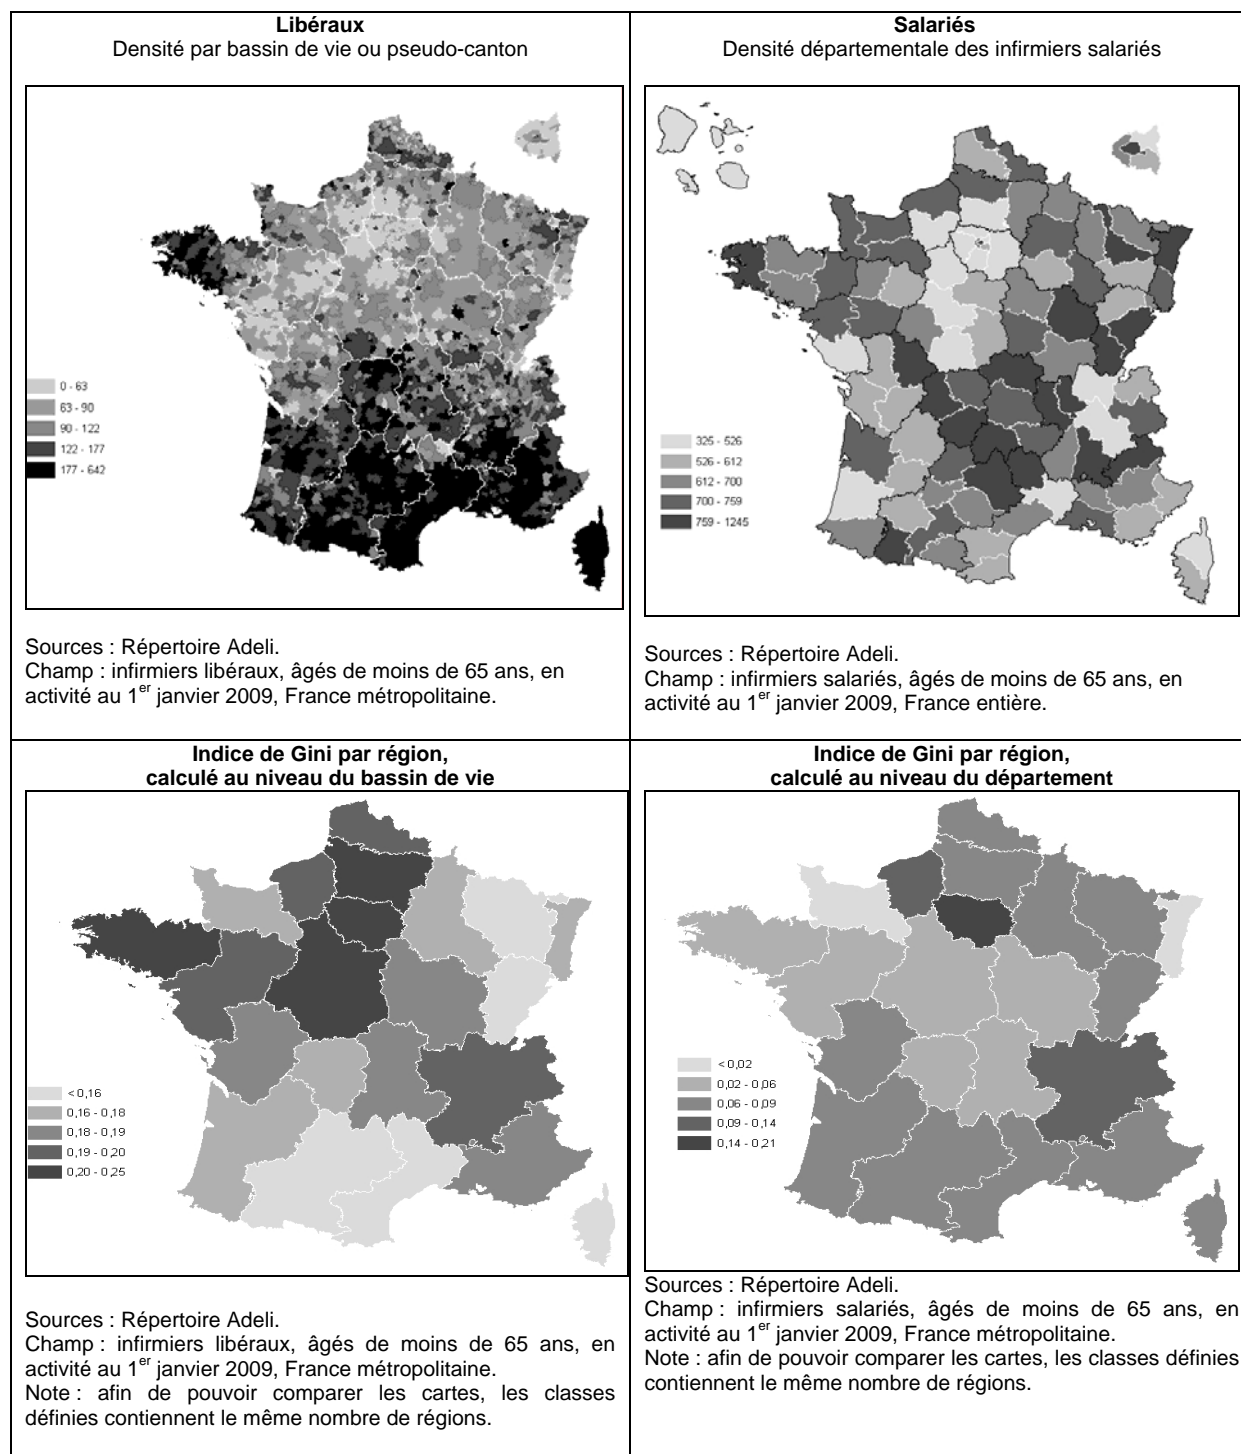 Libéraux
Densité par bassin de vie ou pseudo-canton
0 - 63
63 - 90
90 - 122
122 - 177
177 - 642
Sources : Répertoire Adeli.
Champ : infirmiers libéraux, âgés de moins de 65 ans, en
activité au 1er janvier 2009, France métropolitaine.
Salariés
Densité départementale des infirmiers salariés
325 - 526
526 - 612
612 - 700
700 - 759
759 - 1245
Sources : Répertoire Adeli.
Champ : infirmiers salariés, âgés de moins de 65 ans, en
activité au 1er janvier 2009, France entière.
Indice de Gini par région,
calculé au niveau du bassin de vie
< 0,16
0,16 - 0,18
0,18 - 0,19
0,19 - 0,20
0,20 - 0,25
Sources : Répertoire Adeli.
Champ : infirmiers libéraux, âgés de moins de 65 ans, en
activité au 1er janvier 2009, France métropolitaine.
Note : afin de pouvoir comparer les cartes, les classes
définies contiennent le même nombre de régions.
Indice de Gini par région,
calculé au niveau du département
< 0,02
0,02 - 0,06
0,06 - 0,09
0,09 - 0,14
0,14 - 0,21
Sources : Répertoire Adeli.
Champ : infirmiers salariés, âgés de moins de 65 ans, en
activité au 1er janvier 2009, France métropolitaine.
Note : afin de pouvoir comparer les cartes, les classes définies
contiennent le même nombre de régions.